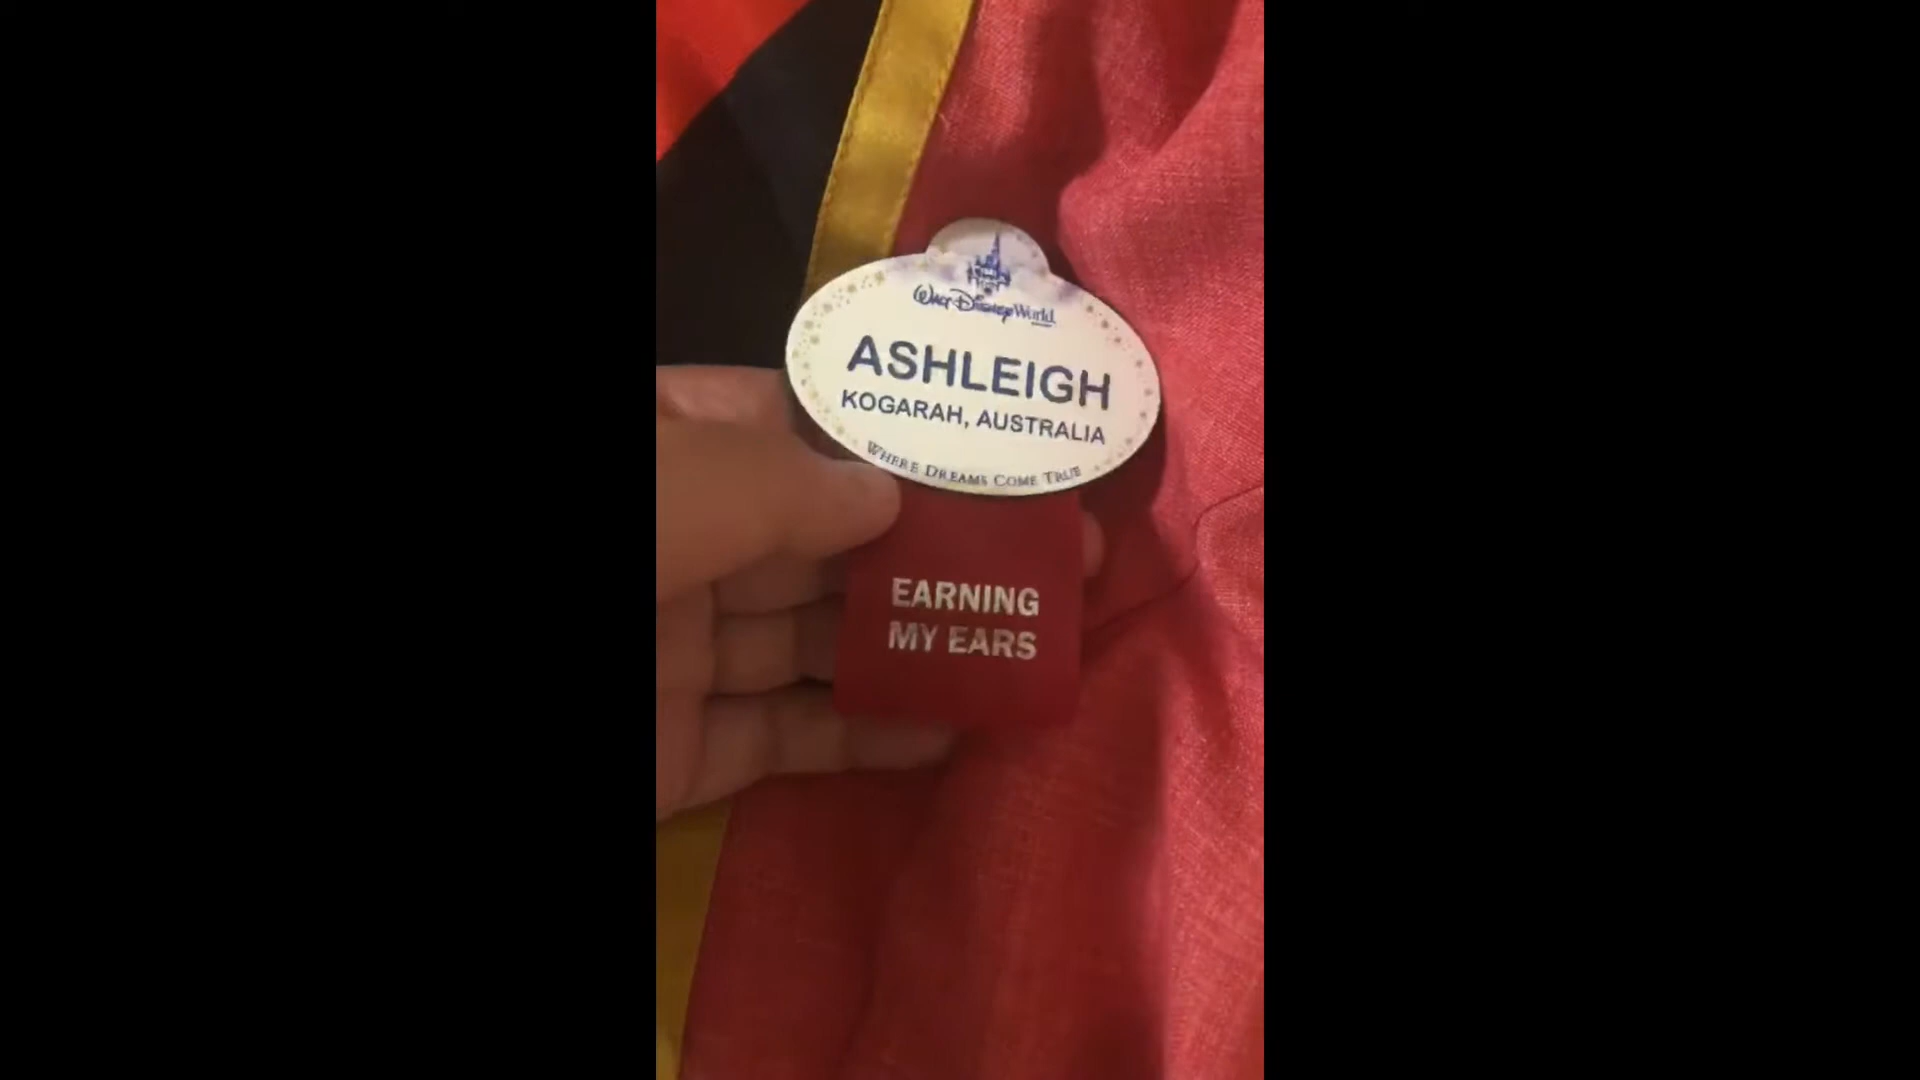 Walt Disney World
ASHLEIGH
KOGARAH, AUSTRALIA
WHERE DREAMS COME TRUE
EARNING
MY EARS